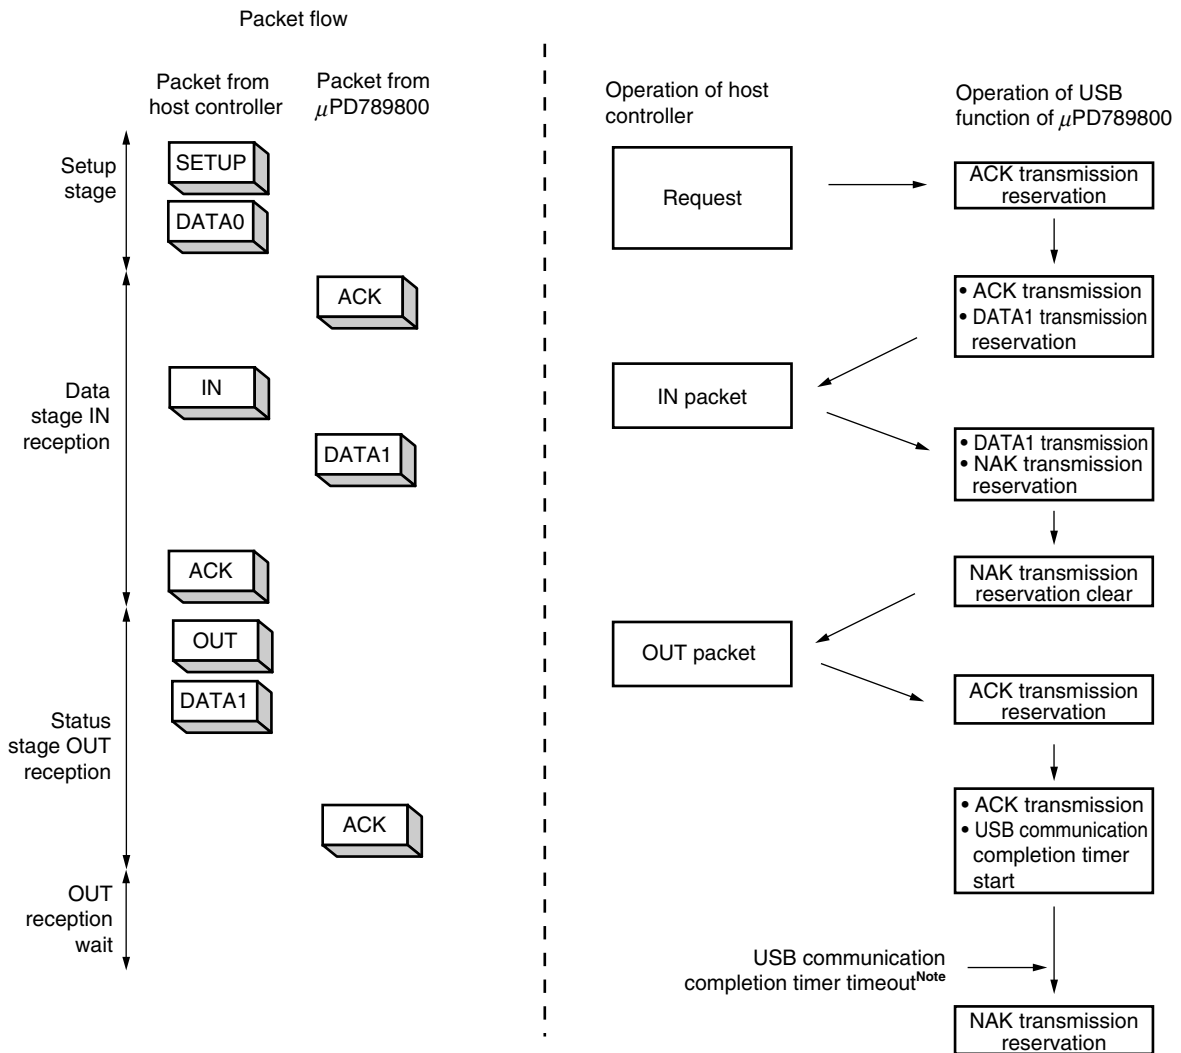 Packet flow
Packet from
host controller
Packet from
μPD789800
Setup
stage
SETUP
DATA0
Data
stage IN
reception
ACK
IN
DATA1
ACK
Status
stage OUT
reception
OUT
DATA1
ACK
OUT
reception
wait
Operation of host
controller
Operation of USB
function of μPD789800
Request
ACK transmission
reservation
• ACK transmission
• DATA1 transmission
reservation
IN packet
• DATA1 transmission
• NAK transmission
reservation
NAK transmission
reservation clear
OUT packet
ACK transmission
reservation
• ACK transmission
• USB communication
completion timer
start
USB communication
completion timer timeoutNote
NAK transmission
reservation